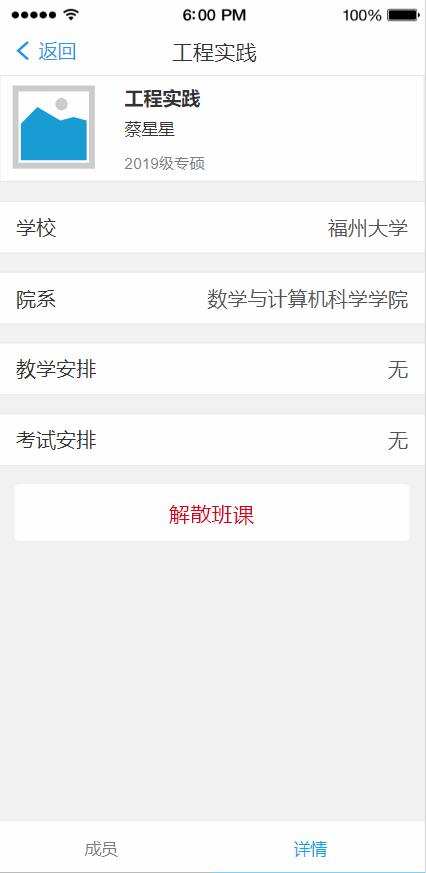 6:00 PM 100%
返回 工程实践
工程实践
蔡星星
2019级专硕
学校 福州大学
院系 数学与计算机科学学院
教学安排 无
考试安排 无
解散班课
成员 详情